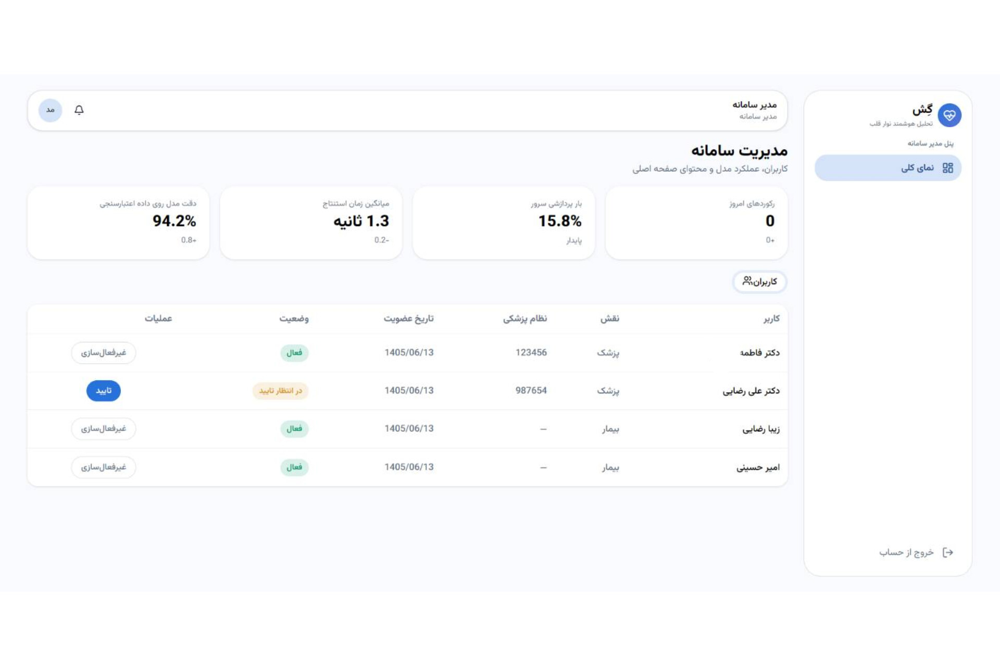 گِش
تحلیل هوشمند نوار قلب
پنل مدیر سامانه
نمای کلی
خروج از حساب
مدیر سامانه
مدیر سامانه
مد
مدیریت سامانه
کاربران، عملکرد مدل و محتوای صفحه اصلی
رکوردهای امروز
0
+0
بار پردازشی سرور
15.8%
پایدار
میانگین زمان استنتاج
1.3 ثانیه
-0.2
دقت مدل روی داده اعتبارسنجی
94.2%
+0.8
کاربران
کاربر نقش نظام پزشکی تاریخ عضویت وضعیت عملیات
دکتر فاطمه پزشک 123456 1405/06/13 فعال غیرفعال‌سازی
دکتر علی رضایی پزشک 987654 1405/06/13 در انتظار تایید تایید
زیبا رضایی بیمار — 1405/06/13 فعال غیرفعال‌سازی
امیر حسینی بیمار — 1405/06/13 فعال غیرفعال‌سازی